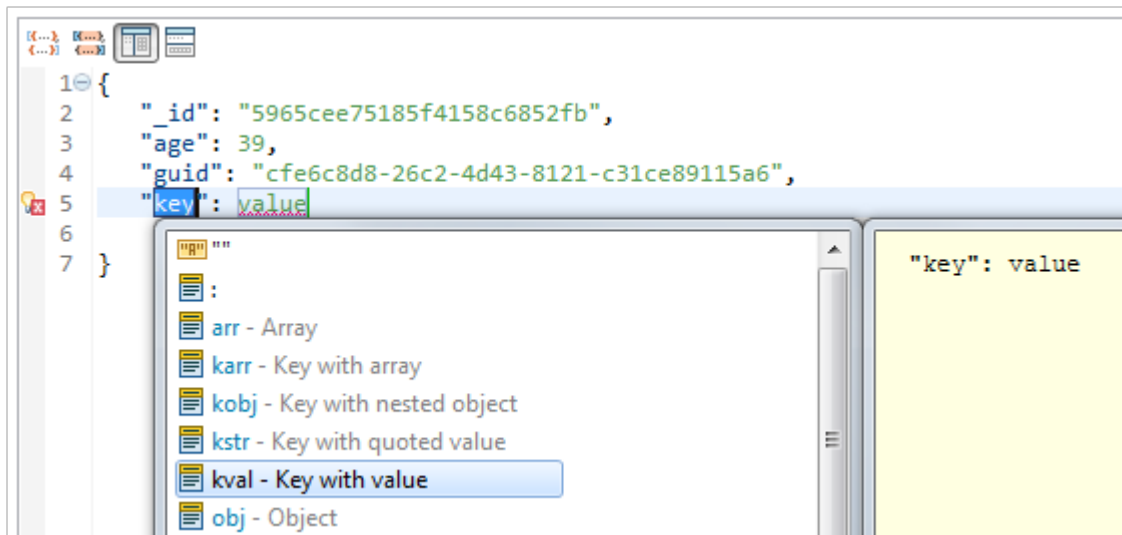 1 {
2 "_id": "5965cee75185f4158c6852fb",
3 "age": 39,
4 "guid": "cfe6c8d8-26c2-4d43-8121-c31ce89115a6",
5 "key": value
6
7 }
"A" ""
:
arr - Array
karr - Key with array
kobj - Key with nested object
kstr - Key with quoted value
kval - Key with value
obj - Object
"key": value